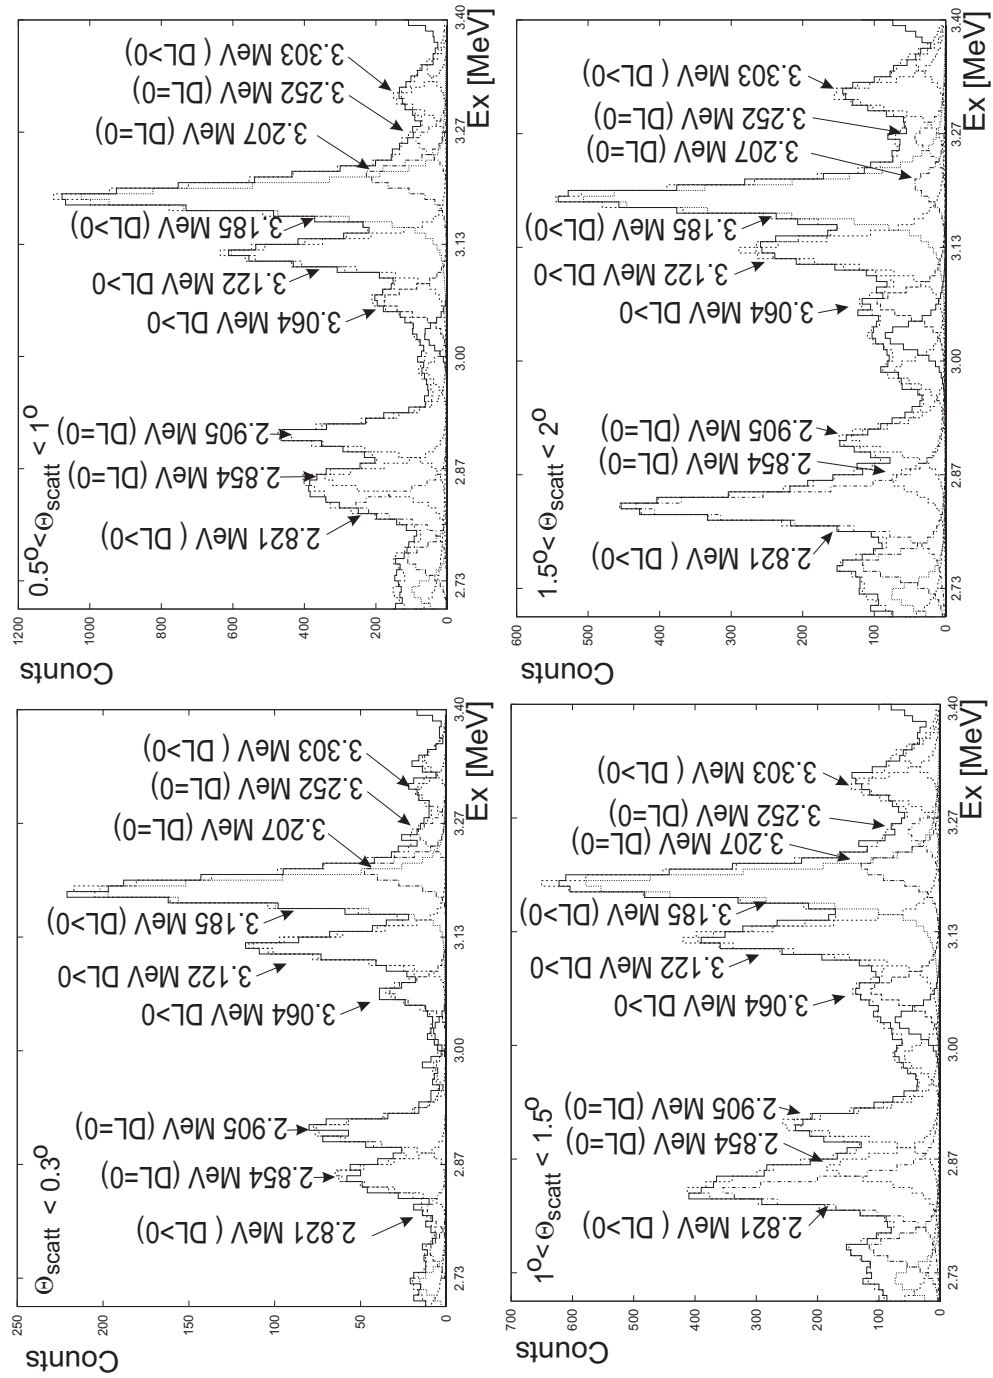 Counts
250
200
150
100
50
0
Θscatt < 0.3⁰
2.821 MeV ( DL>0)
2.854 MeV (DL=0)
2.905 MeV (DL=0)
3.064 MeV DL>0
3.122 MeV DL>0
3.185 MeV (DL>0)
3.207 MeV (DL=0)
3.252 MeV (DL=0)
3.303 MeV ( DL>0)
2.73
2.87
3.00
3.13
3.27
3.40
Ex [MeV]
Counts
1200
1000
800
600
400
200
0
0.5⁰<Θscatt < 1⁰
2.821 MeV ( DL>0)
2.854 MeV (DL=0)
2.905 MeV (DL=0)
3.064 MeV DL>0
3.122 MeV DL>0
3.185 MeV (DL>0)
3.207 MeV (DL=0)
3.252 MeV (DL=0)
3.303 MeV ( DL>0)
2.73
2.87
3.00
3.13
3.27
3.40
Ex [MeV]
Counts
700
600
500
400
300
200
100
0
1⁰<Θscatt < 1.5⁰
2.821 MeV ( DL>0)
2.854 MeV (DL=0)
2.905 MeV (DL=0)
3.064 MeV DL>0
3.122 MeV DL>0
3.185 MeV (DL>0)
3.207 MeV (DL=0)
3.252 MeV (DL=0)
3.303 MeV ( DL>0)
2.73
2.87
3.00
3.13
3.27
3.40
Ex [MeV]
Counts
600
500
400
300
200
100
0
1.5⁰<Θscatt < 2⁰
2.821 MeV ( DL>0)
2.854 MeV (DL=0)
2.905 MeV (DL=0)
3.064 MeV DL>0
3.122 MeV DL>0
3.185 MeV (DL>0)
3.207 MeV (DL=0)
3.252 MeV (DL=0)
3.303 MeV ( DL>0)
2.73
2.87
3.00
3.13
3.27
3.40
Ex [MeV]